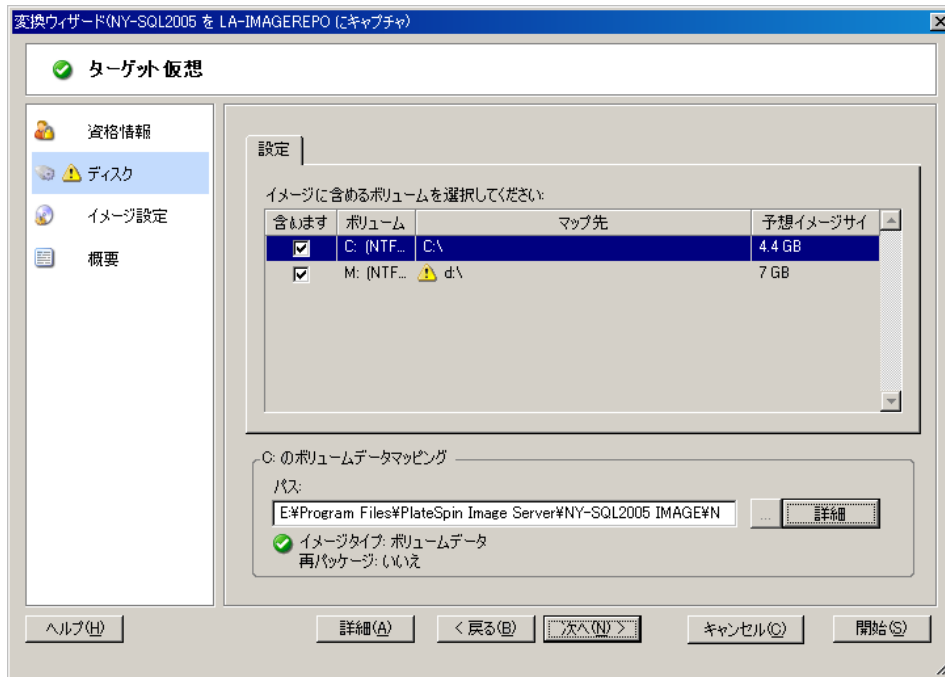 変換ウィザード(NY-SQL2005 を LA-IMAGEREPO (にキャプチャ)
ターゲット 仮想
資格情報
ディスク
イメージ設定
概要
設定
イメージに含めるボリュームを選択してください:
含めます ボリューム マップ先 予想イメージサイ
C: (NTF... C:\ 4.4 GB
M: (NTF... d:\ 7 GB
C: のボリュームデータマッピング
パス:
E:¥Program Files¥PlateSpin Image Server¥NY-SQL2005 IMAGE¥N ... 詳細
イメージタイプ: ボリュームデータ
再パッケージ: いいえ
ヘルプ(H) 詳細(A) < 戻る(B) 次へ(N) > キャンセル(C) 開始(S)